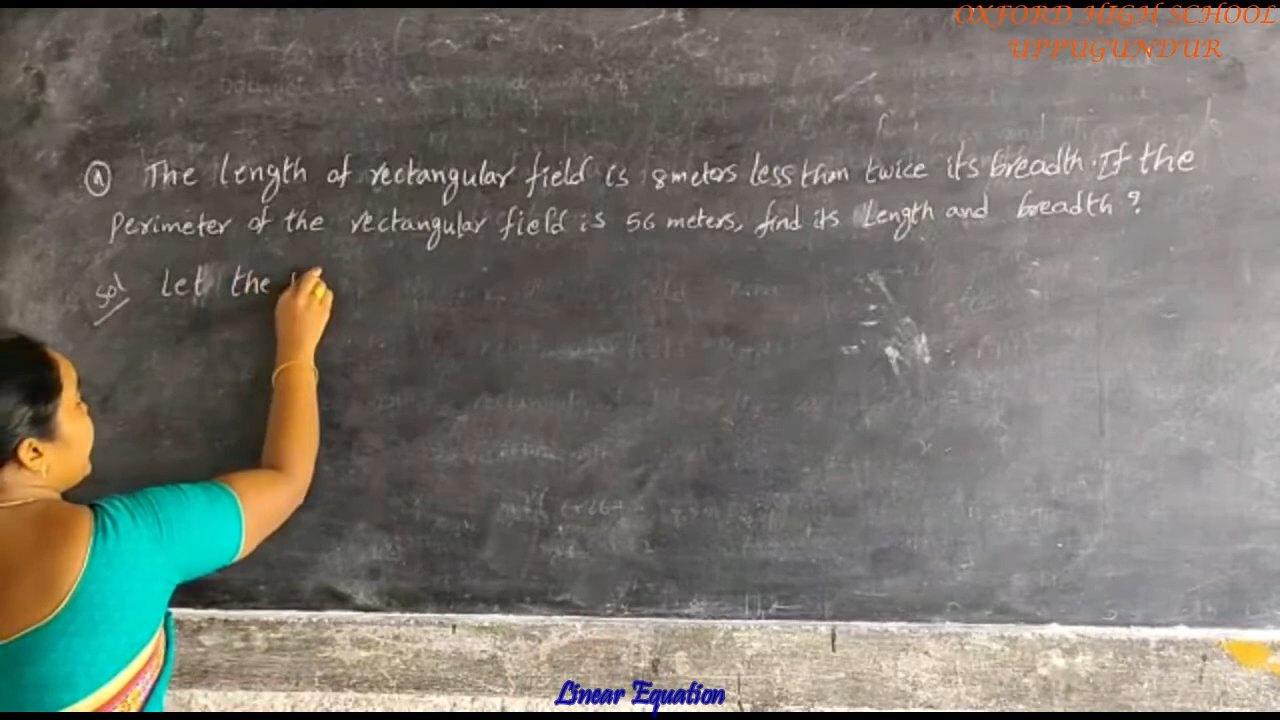 OXFORD HIGH SCHOOL
UPPUGUNDUR
Q The Length of rectangular field is 8meters less than twice its breadth. If the
Perimeter of the rectangular field is 56 meters, find its Length and breadth ?
Sol Let the
Linear Equation